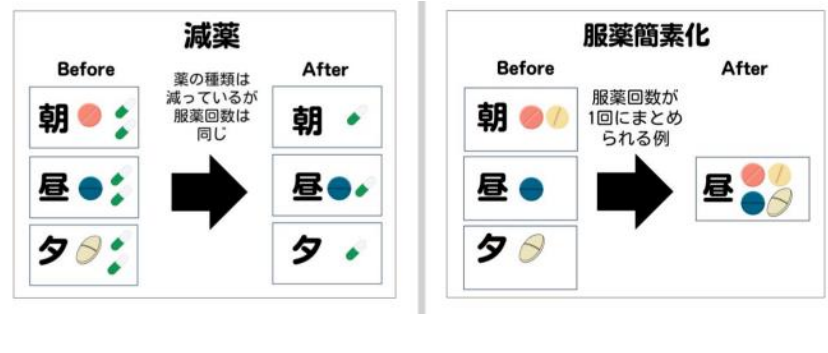 減薬
Before
薬の種類は
減っているが
服薬回数は
同じ
After
朝
朝
昼
昼
夕
夕
服薬簡素化
Before
服薬回数が
1回にまとめ
られる例
After
朝
昼
昼
夕